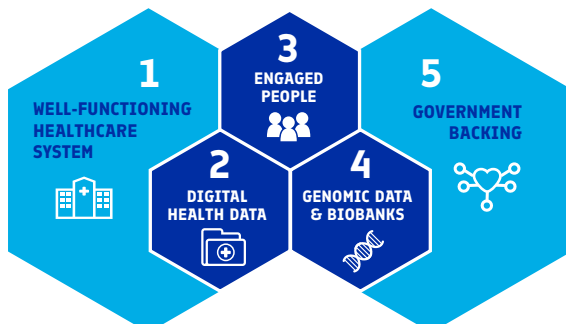 1
WELL-FUNCTIONING
HEALTHCARE
SYSTEM
2
DIGITAL
HEALTH DATA
3
ENGAGED
PEOPLE
4
GENOMIC DATA
& BIOBANKS
5
GOVERNMENT
BACKING